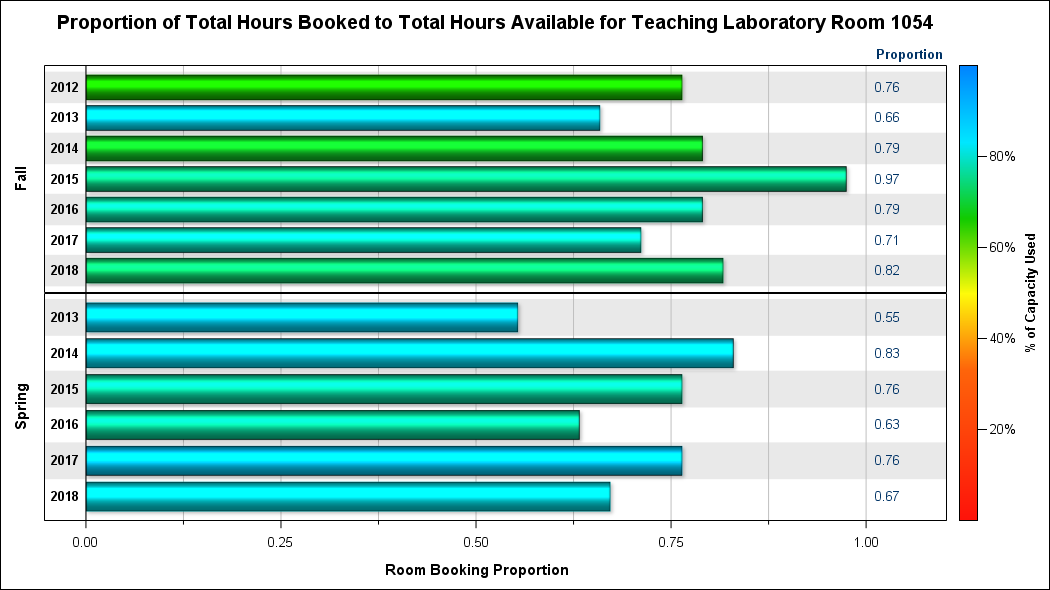 Proportion of Total Hours Booked to Total Hours Available for Teaching Laboratory Room 1054
Proportion
Fall
2012 0.76
2013 0.66
2014 0.79
2015 0.97
2016 0.79
2017 0.71
2018 0.82
Spring
2013 0.55
2014 0.83
2015 0.76
2016 0.63
2017 0.76
2018 0.67
0.00 0.25 0.50 0.75 1.00
Room Booking Proportion
80%
60%
40%
20%
% of Capacity Used